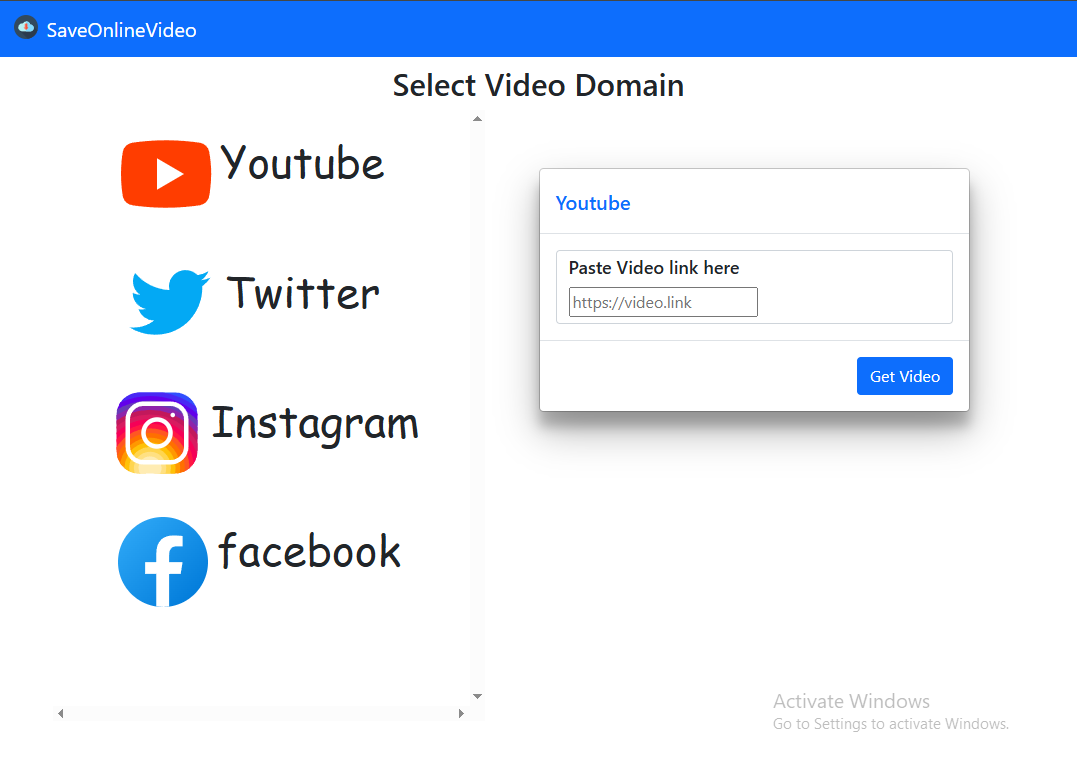 SaveOnlineVideo
Select Video Domain
Youtube
Twitter
Instagram
facebook
Youtube
Paste Video link here
https://video.link
Get Video
Activate Windows
Go to Settings to activate Windows.